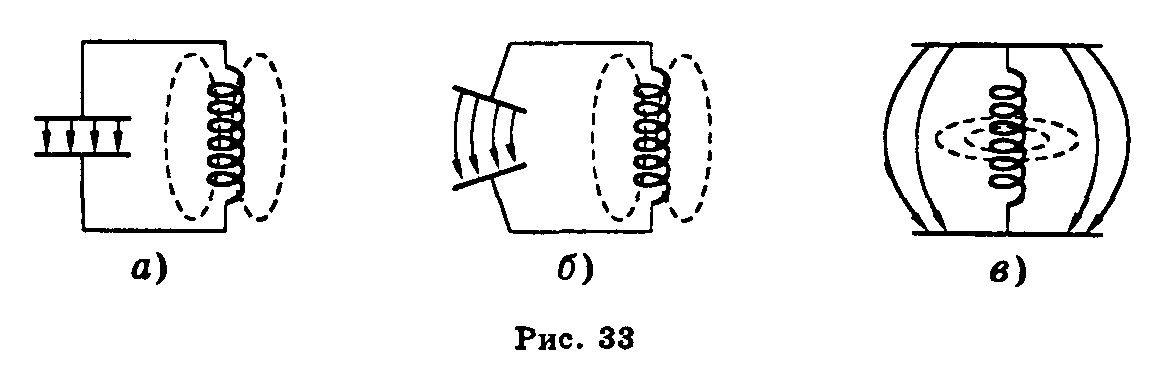 а) б) в)
Рис. 33